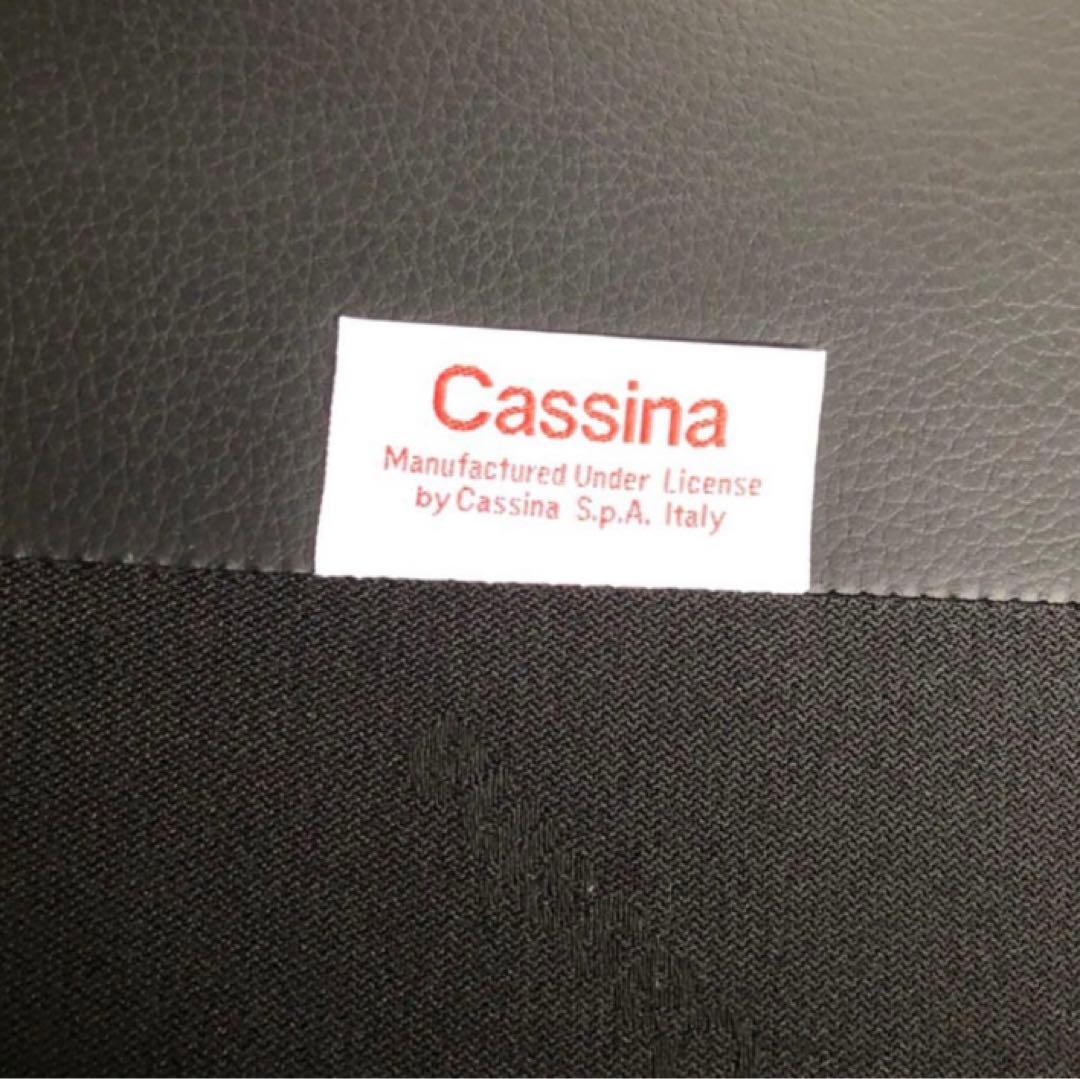 Cassina
Manufactured Under License
by Cassina S.p.A. Italy